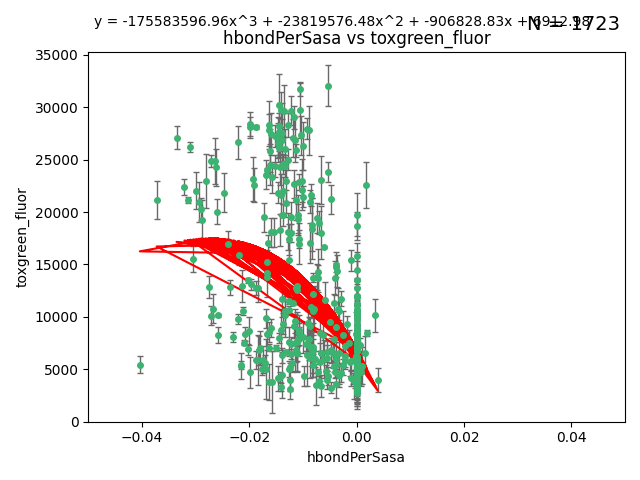 y = -175583596.96x^3 + -23819576.48x^2 + -906828.83x +
N = 1723
hbondPerSasa vs toxgreen_fluor
35000
30000
25000
20000
15000
10000
5000
0
toxgreen_fluor
−0.04
−0.02
0.00
0.02
0.04
hbondPerSasa